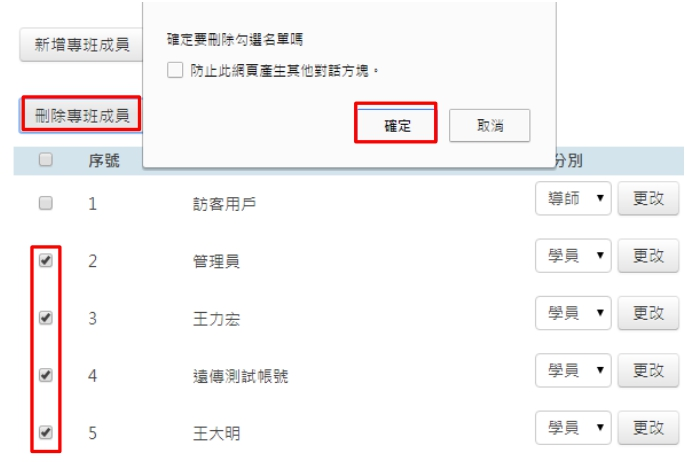 新增專班成員
確定要刪除勾選名單嗎
防止此網頁產生其他對話方塊。
刪除專班成員
確定
取消
序號
分別
1 訪客用戶 導師 更改
2 管理員 學員 更改
3 王力宏 學員 更改
4 遠傳測試帳號 學員 更改
5 王大明 學員 更改